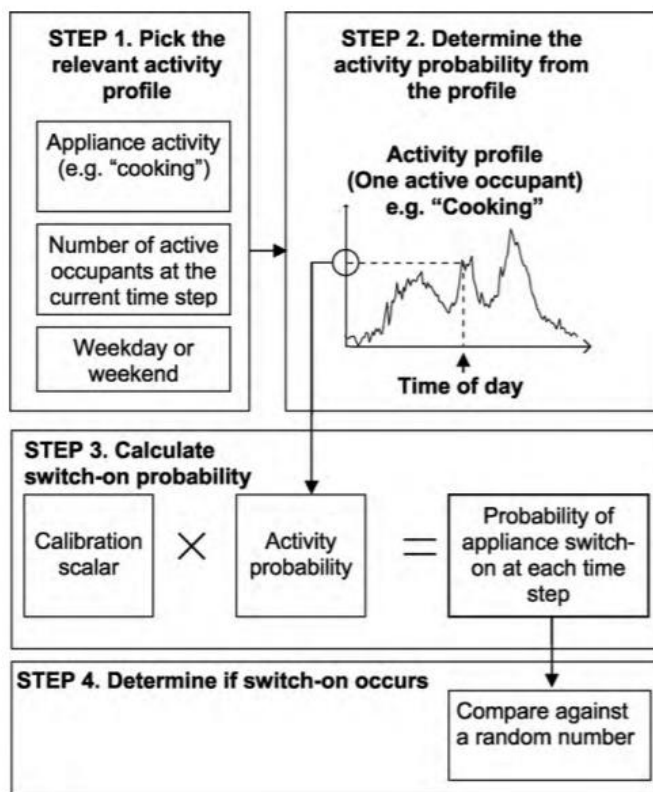 STEP 1. Pick the
relevant activity
profile
Appliance activity
(e.g. “cooking”)
Number of active
occupants at the
current time step
Weekday or
weekend
STEP 2. Determine the
activity probability from
the profile
Activity profile
(One active occupant)
e.g. “Cooking”
Time of day
STEP 3. Calculate
switch-on probability
Calibration
scalar
×
Activity
probability
=
Probability of
appliance switch-
on at each time
step
STEP 4. Determine if switch-on occurs
Compare against
a random number